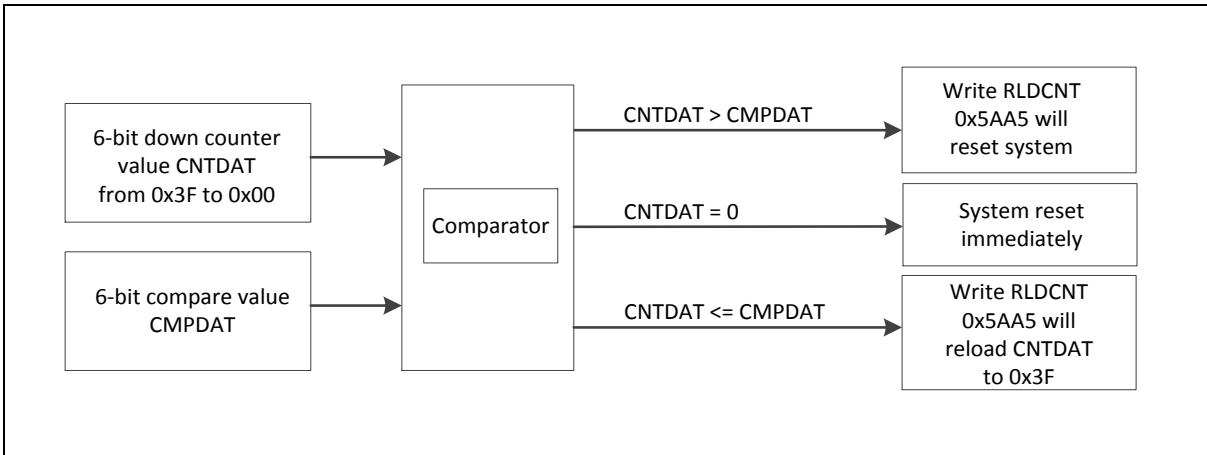 6-bit down counter
value CNTDAT
from 0x3F to 0x00
6-bit compare value
CMPDAT
Comparator
CNTDAT > CMPDAT
CNTDAT = 0
CNTDAT <= CMPDAT
Write RLDCNT
0x5AA5 will
reset system
System reset
immediately
Write RLDCNT
0x5AA5 will
reload CNTDAT
to 0x3F